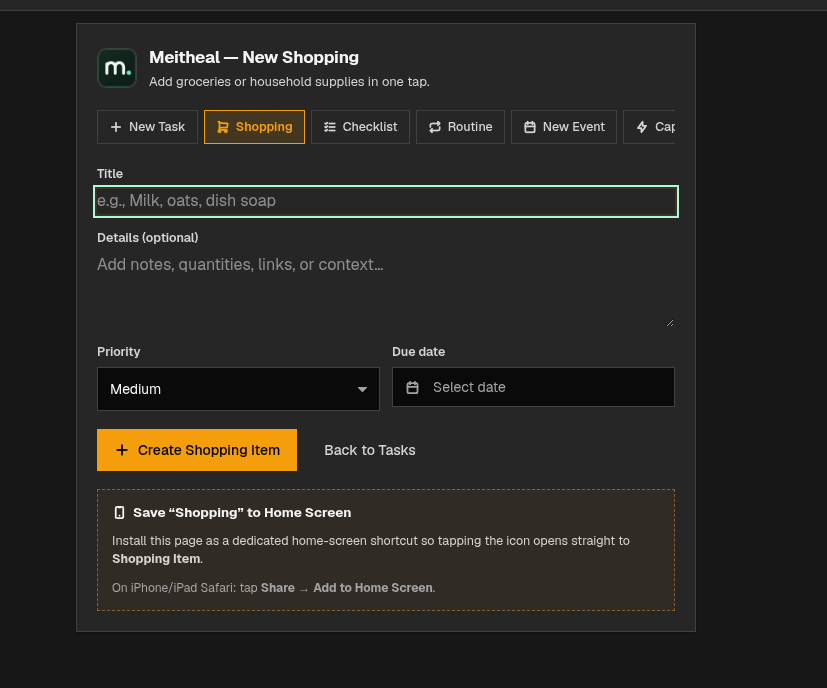 m.
Meitheal — New Shopping
Add groceries or household supplies in one tap.
New Task
Shopping
Checklist
Routine
New Event
Cap
Title
e.g., Milk, oats, dish soap
Details (optional)
Add notes, quantities, links, or context...
Priority
Due date
Medium
Select date
Create Shopping Item
Back to Tasks
Save “Shopping” to Home Screen
Install this page as a dedicated home-screen shortcut so tapping the icon opens straight to
Shopping Item.
On iPhone/iPad Safari: tap Share → Add to Home Screen.